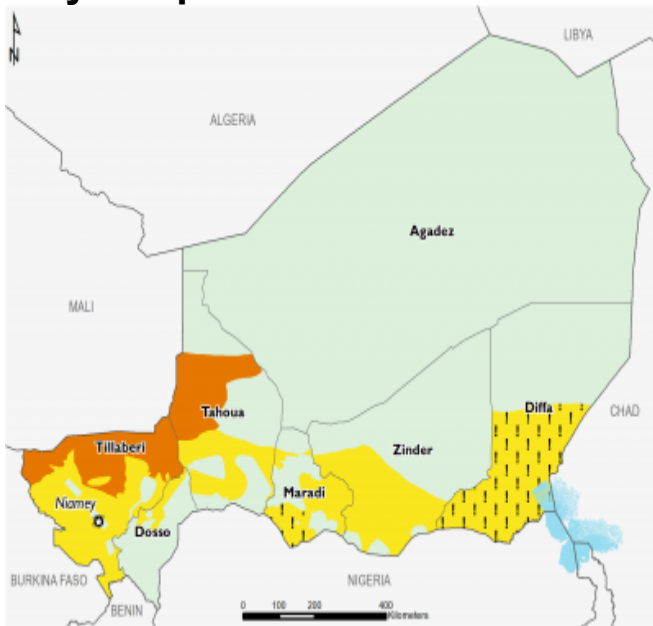 N
LIBYA
ALGERIA
Agadez
MALI
Tahoua
Diffa
CHAD
Tillaberi
Zinder
Maradi
Niamey
Dosso
BURKINA FASO
NIGERIA
BENIN
0 100 200 400
Kilometers